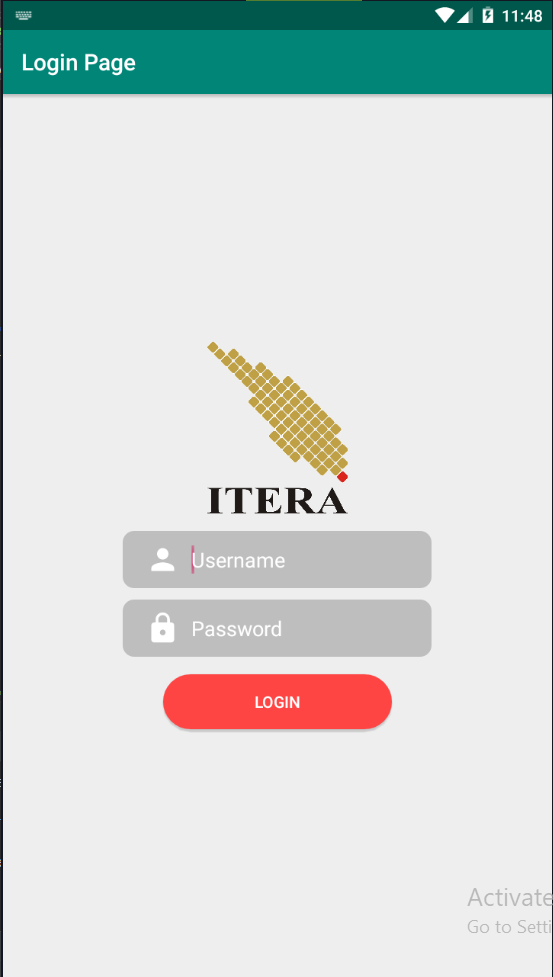 11:48
Login Page
ITERA
Username
Password
LOGIN
Activate
Go to Setti